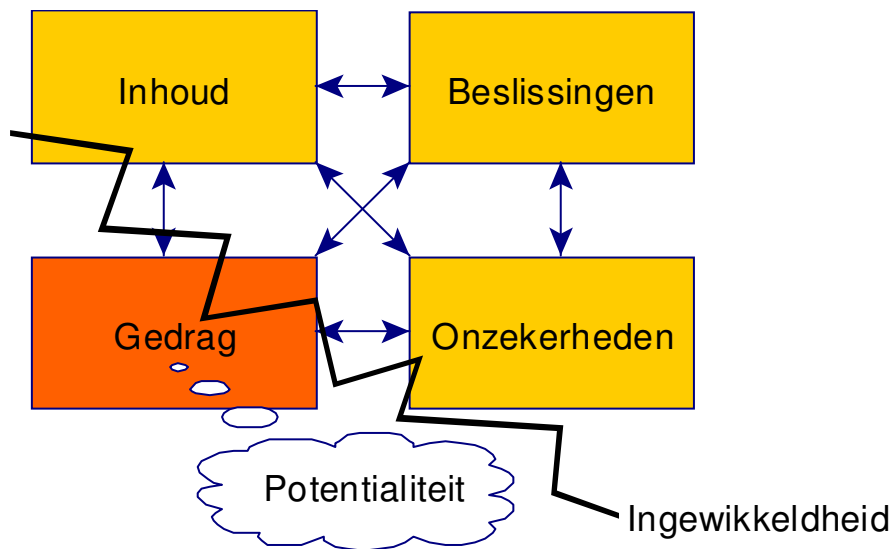 Inhoud
Beslissingen
Gedrag
Onzekerheden
Potentialiteit
Ingewikkeldheid